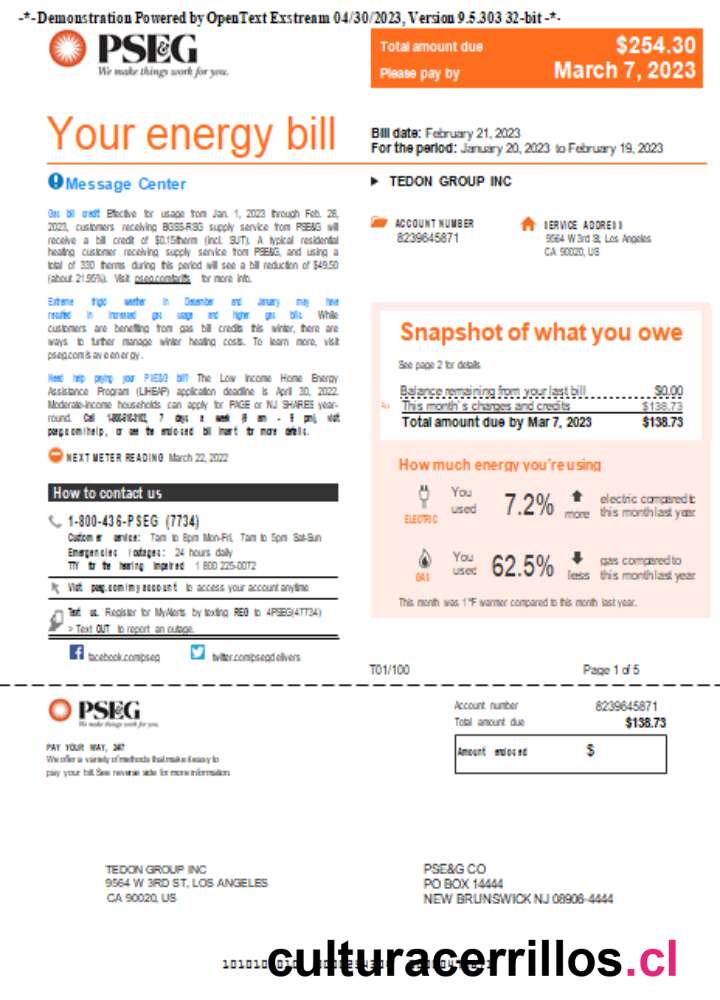 -*- Demonstration Powered by OpenText Exstream 04/30/2023, Version 9.5.303 32-bit -*-
PSE&G
We make things work for you.
Total amount due $254.30
Please pay by March 7, 2023
Your energy bill
Bill date: February 21, 2023
For the period: January 20, 2023 to February 19, 2023
Message Center
TEDON GROUP INC
Gas bill credit Effective for usage from Jan. 1, 2023 through Feb. 28,
2023, customers receiving BGSS-RSG supply service from PSE&G will
receive a bill credit of $0.15/therm (incl. SUT). A typical residential
heating customer receiving supply service from PSE&G, and using a
total of 330 therms during this period will see a bill reduction of $49.50
(about 21.95%). Visit pseg.com/tariffs for more info.
ACCOUNT NUMBER
8239645871
SERVICE ADDRESS
9564 W 3rd St, Los Angeles
CA 90020, US
Extreme frigid weather in December and January may have
resulted in increased gas usage and higher gas bills. While
customers are benefiting from gas bill credits this winter, there are
ways to further manage winter heating costs. To learn more, visit
pseg.com/saveenergy.
Need help paying your PSE&G bill? The Low Income Home Energy
Assistance Program (LIHEAP) application deadline is April 30, 2022.
Moderate-income households can apply for PAGE or NJ SHARES year-
round. Call 7 days a week visit
pseg.com/help, or see the enclosed bill insert for more details.
NEXT METER READING March 22, 2022
Snapshot of what you owe
See page 2 for details
Balance remaining from your last bill $0.00
This month's charges and credits $138.73
Total amount due by Mar 7, 2023 $138.73
How much energy you're using
ELECTRIC
You used 7.2% more electric compared to this month last year
GAS
You used 62.5% less gas compared to this month last year
This month was 1 °F warmer compared to this month last year.
How to contact us
1-800-436-PSEG (7734)
Customer service: 7am to 8pm Mon-Fri, 7am to 5pm Sat-Sun
Emergencies / outages: 24 hours daily
TTY for the hearing impaired 1 800 225-0072
Visit pseg.com/myaccount to access your account anytime
Text us. Register for MyAlerts by texting REG to 4PSEG(47734)
> Text OUT to report an outage.
facebook.com/pseg
twitter.com/psegdelivers
T01/100
Page 1 of 5
PSE&G
We make things work for you.
Account number 8239645871
Total amount due $138.73
Amount enclosed $
PAY YOUR WAY, 24/7
We offer a variety of methods that make it easy to
pay your bill. See reverse side for more information.
TEDON GROUP INC
9564 W 3RD ST, LOS ANGELES
CA 90020, US
PSE&G CO
PO BOX 14444
NEW BRUNSWICK NJ 08906-4444
culturacerrillos.cl